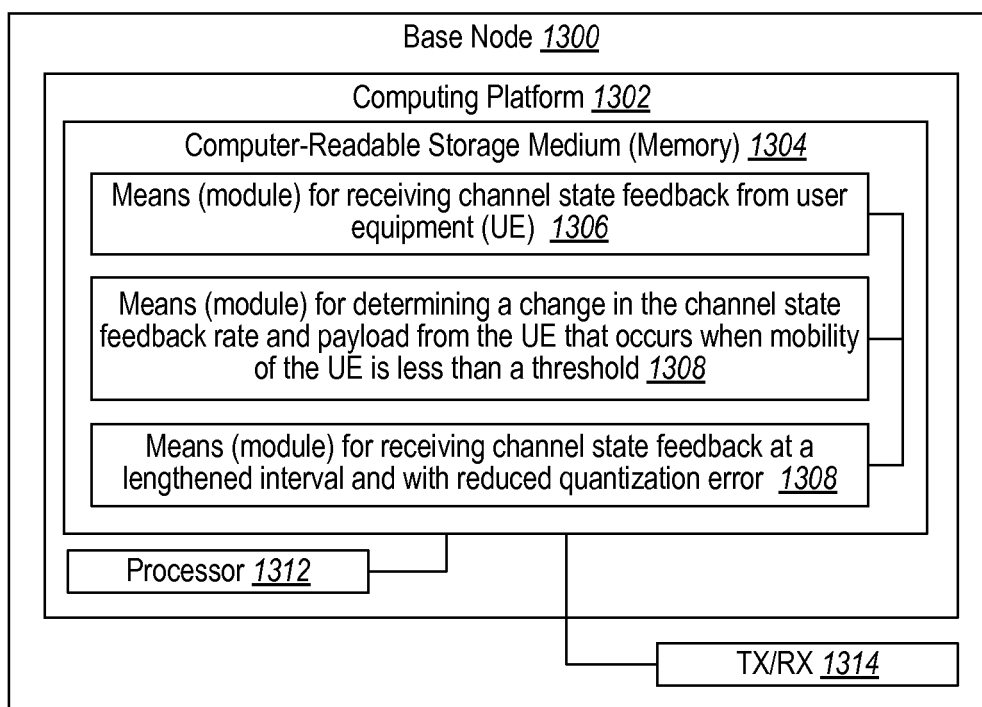 Base Node 1300
Computing Platform 1302
Computer-Readable Storage Medium (Memory) 1304
Means (module) for receiving channel state feedback from user
equipment (UE) 1306
Means (module) for determining a change in the channel state
feedback rate and payload from the UE that occurs when mobility
of the UE is less than a threshold 1308
Means (module) for receiving channel state feedback at a
lengthened interval and with reduced quantization error 1308
Processor 1312
TX/RX 1314